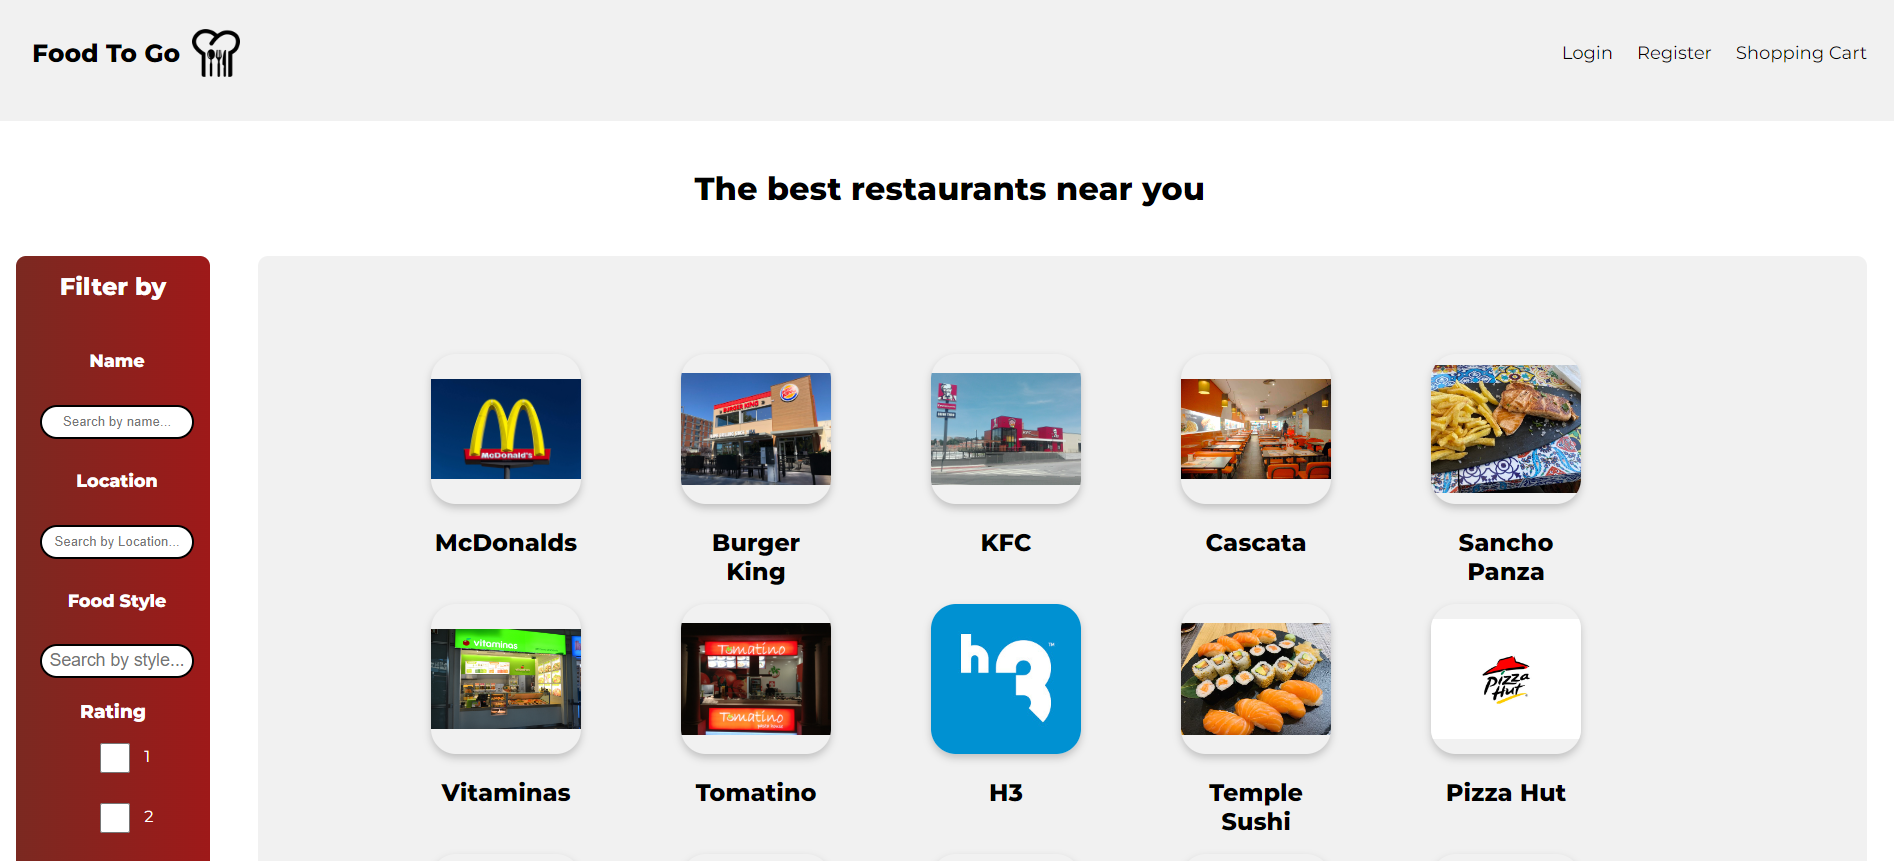 Food To Go
Login Register Shopping Cart
The best restaurants near you
Filter by
Name
Search by name...
Location
Search by Location...
Food Style
Search by style...
Rating
1
2
McDonald's
McDonalds
BURGER KING
Burger
King
KFC
Cascata
Sancho
Panza
vitaminas
Vitaminas
Tomatino
Tomatino
Tomatino
h3
™
H3
Temple
Sushi
Pizza
Hut
Pizza Hut